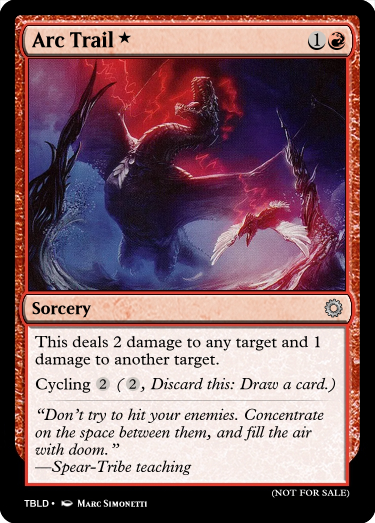 Arc Trail ★ 1
Sorcery
This deals 2 damage to any target and 1
damage to another target.
Cycling 2 (2, Discard this: Draw a card.)
“Don’t try to hit your enemies. Concentrate
on the space between them, and fill the air
with doom.”
—Spear-Tribe teaching
(NOT FOR SALE)
TBLD • Marc Simonetti